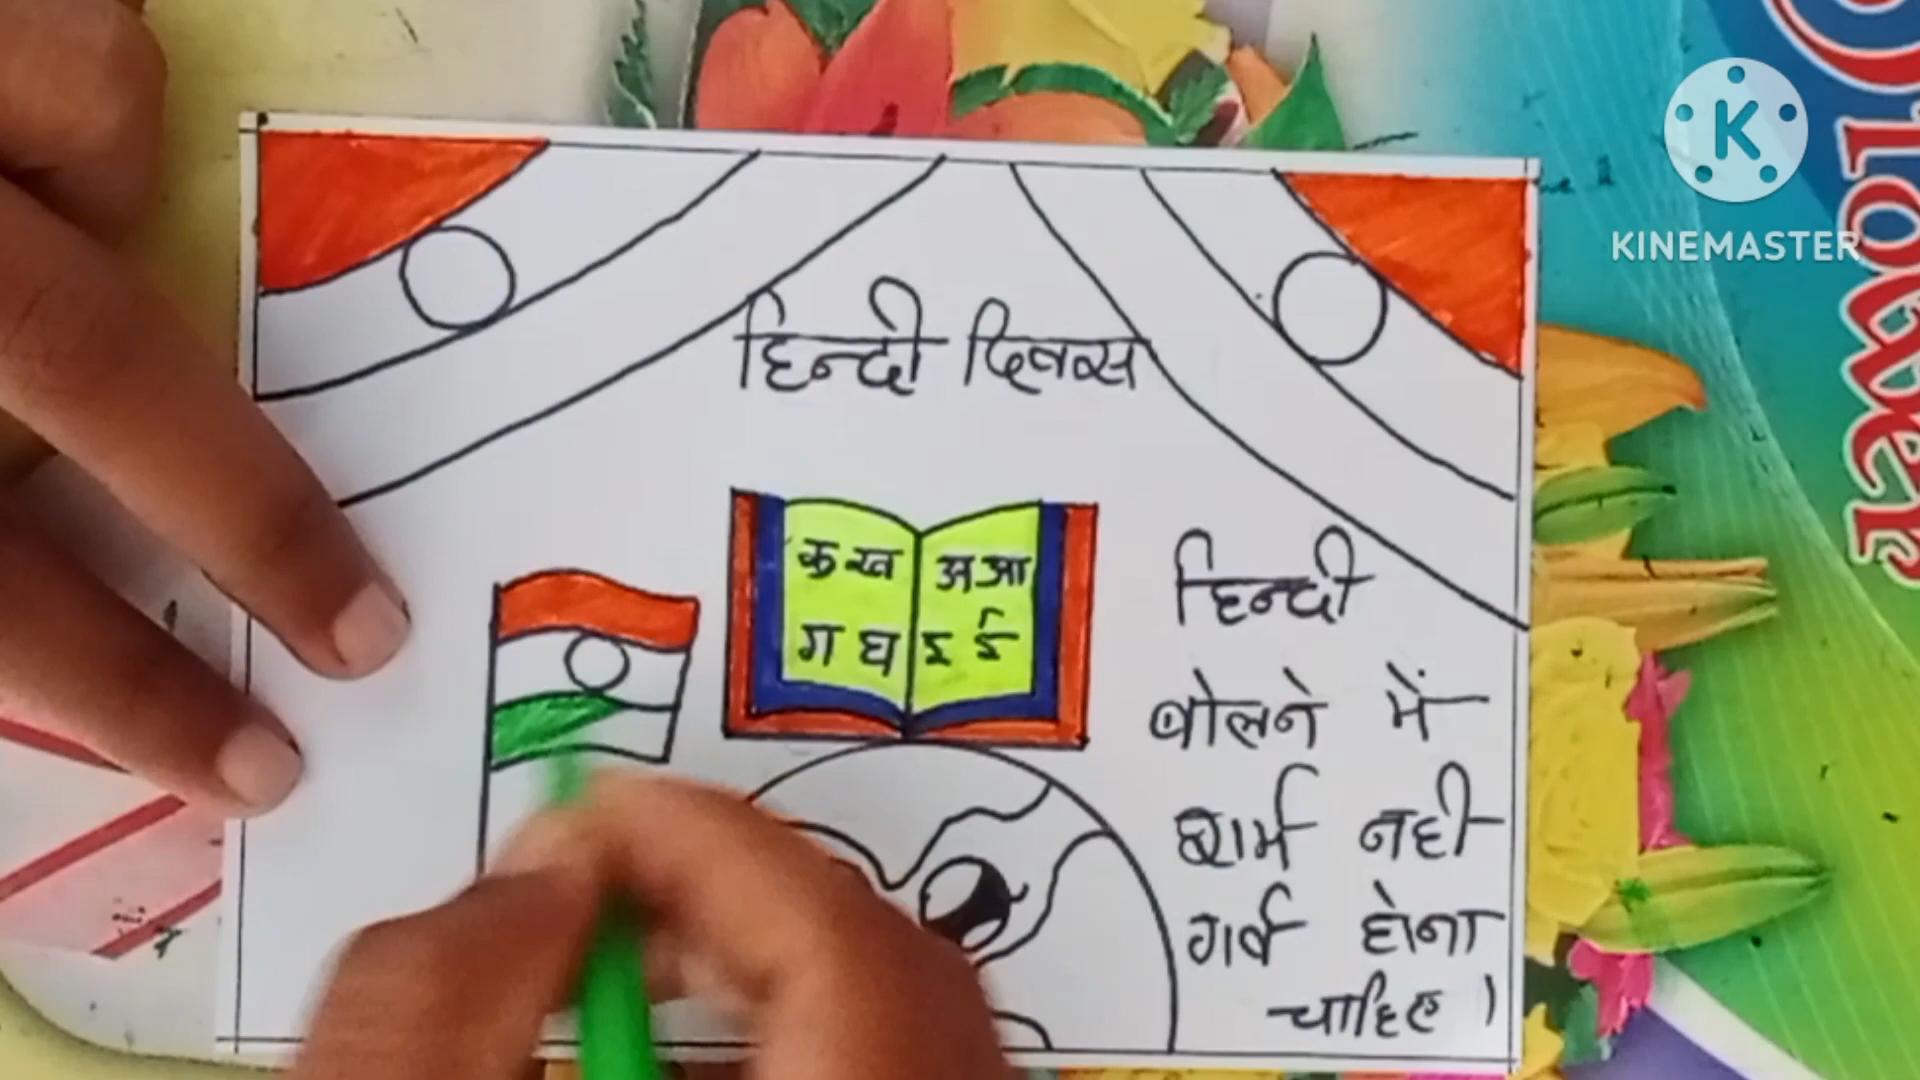 KINEMASTER
हिन्दी दिवस
क ख अ आ
ग घ इ ई
हिन्दी
बोलने में
शर्म नही
गर्व होना
चाहिए।